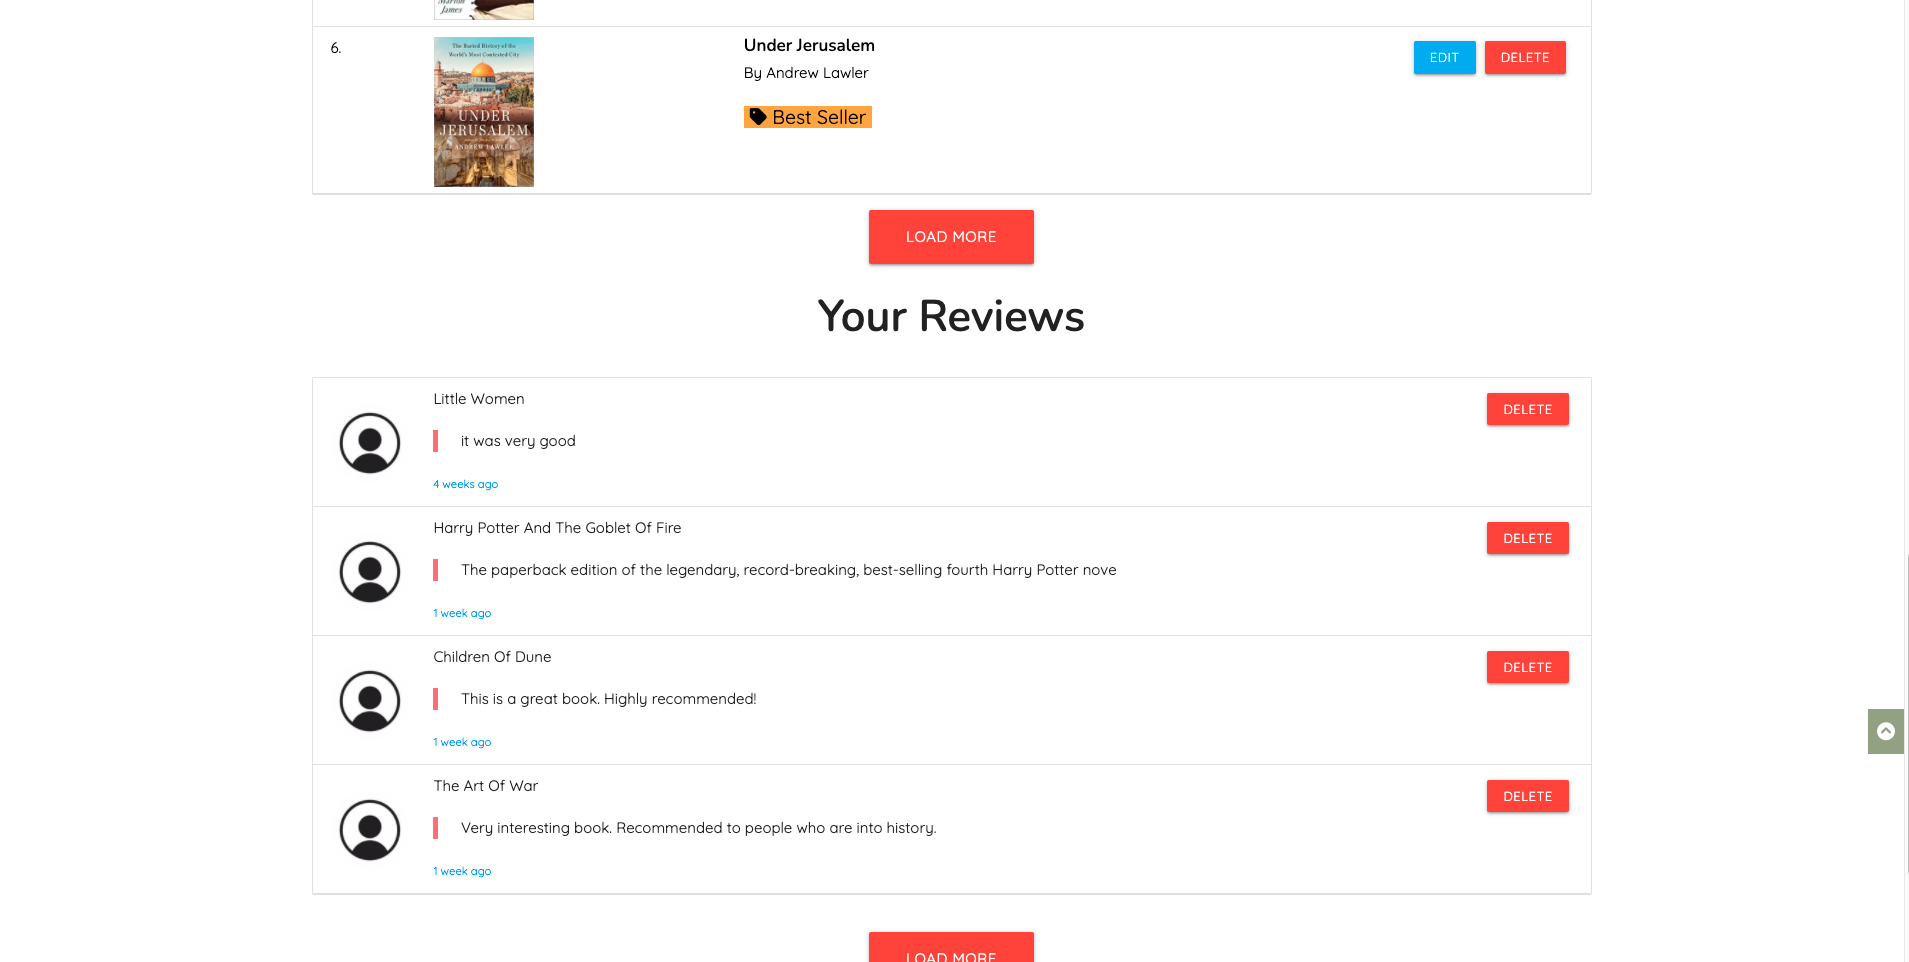 Marlon
James
6.
The Buried History of the
World's Most Contested City
UNDER
JERUSALEM
ANDREW LAWLER
Under Jerusalem
By Andrew Lawler
Best Seller
EDIT
DELETE
LOAD MORE
Your Reviews
Little Women
it was very good
4 weeks ago
DELETE
Harry Potter And The Goblet Of Fire
The paperback edition of the legendary, record-breaking, best-selling fourth Harry Potter nove
1 week ago
DELETE
Children Of Dune
This is a great book. Highly recommended!
1 week ago
DELETE
The Art Of War
Very interesting book. Recommended to people who are into history.
1 week ago
DELETE
LOAD MORE